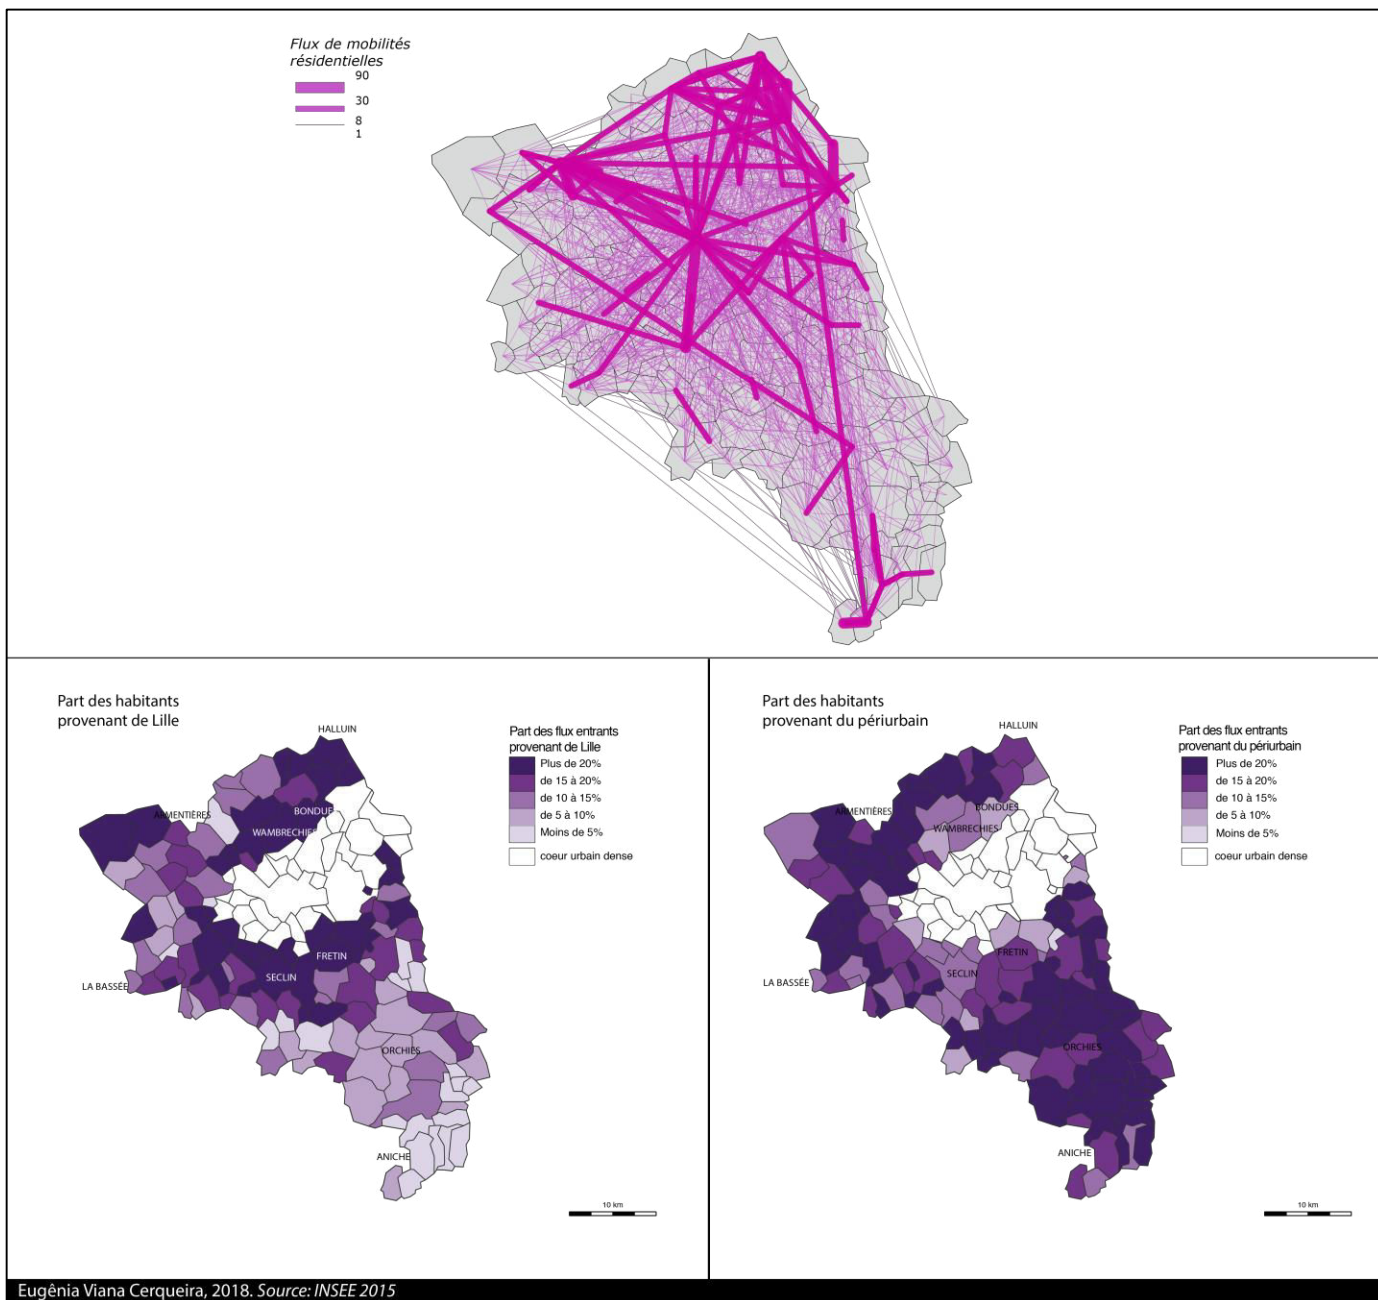 Flux de mobilités
résidentielles
90
30
8
1
Part des habitants
provenant de Lille
HALLUIN
Part des flux entrants
provenant de Lille
Plus de 20%
de 15 à 20%
de 10 à 15%
de 5 à 10%
Moins de 5%
coeur urbain dense
ARMENTIÈRES
BONDUES
WAMBRECHIES
FRETIN
SECLIN
LA BASSÉE
ORCHIES
ANICHE
10 km
Part des habitants
provenant du périurbain
HALLUIN
Part des flux entrants
provenant du périurbain
Plus de 20%
de 15 à 20%
de 10 à 15%
de 5 à 10%
Moins de 5%
coeur urbain dense
ARMENTIÈRES
BONDUES
WAMBRECHIES
FRETIN
SECLIN
LA BASSÉE
ORCHIES
ANICHE
10 km
Eugênia Viana Cerqueira, 2018. Source: INSEE 2015